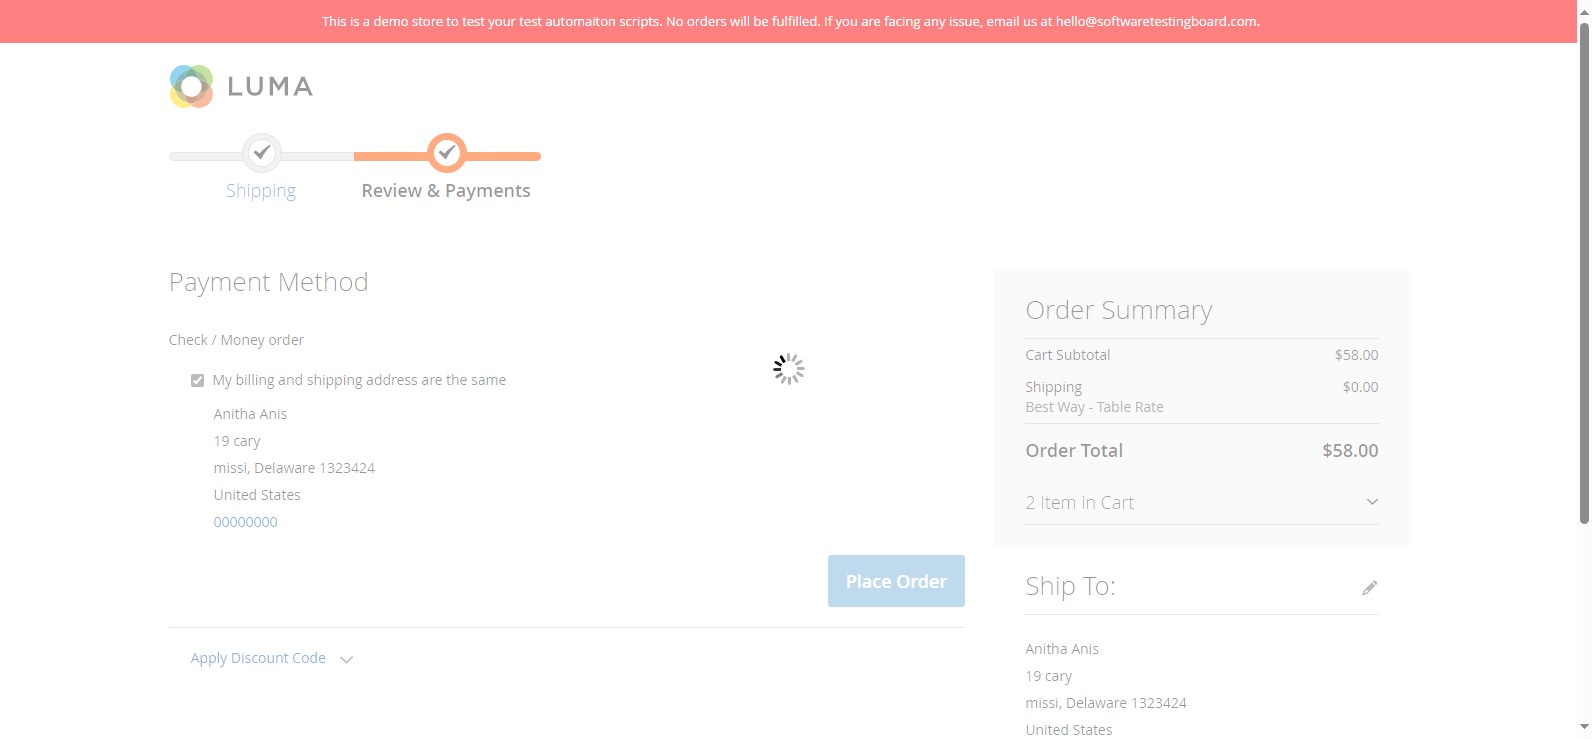 This is a demo store to test your test automaiton scripts. No orders will be fulfilled. If you are facing any issue, email us at hello@softwaretestingboard.com.
LUMA
Shipping
Review & Payments
Payment Method
Check / Money order
My billing and shipping address are the same
Anitha Anis
19 cary
missi, Delaware 1323424
United States
00000000
Place Order
Apply Discount Code
Order Summary
Cart Subtotal $58.00
Shipping $0.00
Best Way - Table Rate
Order Total $58.00
2 Item in Cart
Ship To:
Anitha Anis
19 cary
missi, Delaware 1323424
United States